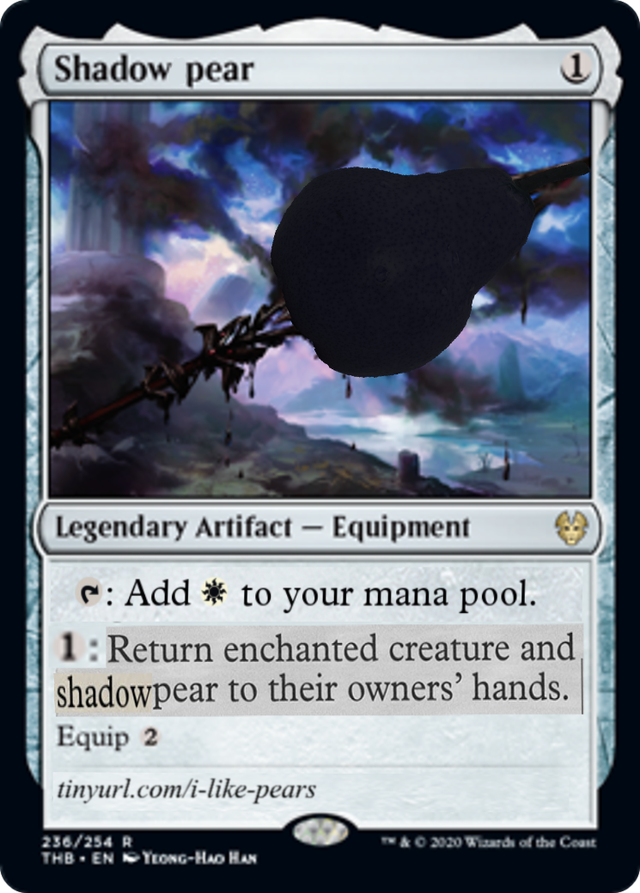 Shadow pear 1
Legendary Artifact — Equipment
: Add to your mana pool.
1 : Return enchanted creature and
shadowpear to their owners' hands.
Equip 2
tinyurl.com/i-like-pears
236/254 R
THB • EN Yeong-Hao Han
™ & © 2020 Wizards of the Coast